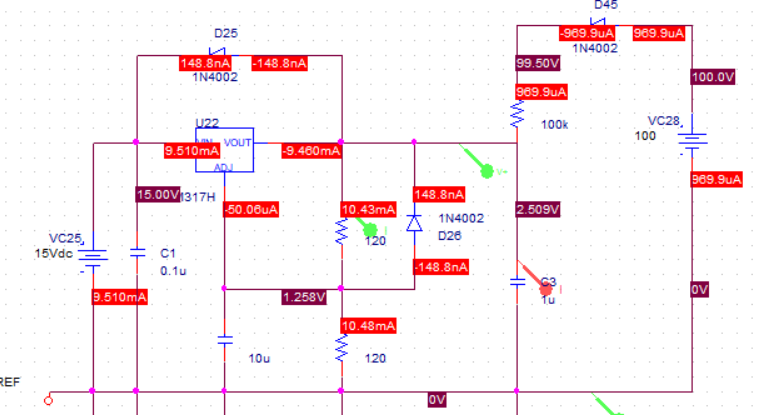 D45
-969.9uA 969.9uA
1N4002
D25
148.8nA -148.8nA
1N4002
99.50V
100.0V
969.9uA
100k
VC28
100
U22
VIN VOUT
9.510mA
-9.460mA
ADJ
V+
969.9uA
15.00V
317H
-50.06uA
10.43mA
148.8nA
2.509V
1N4002
D26
120
I
VC25
15Vdc
C1
0.1u
-148.8nA
9.510mA
1.258V
C3
I
1u
0V
10.48mA
10u
120
REF
0V